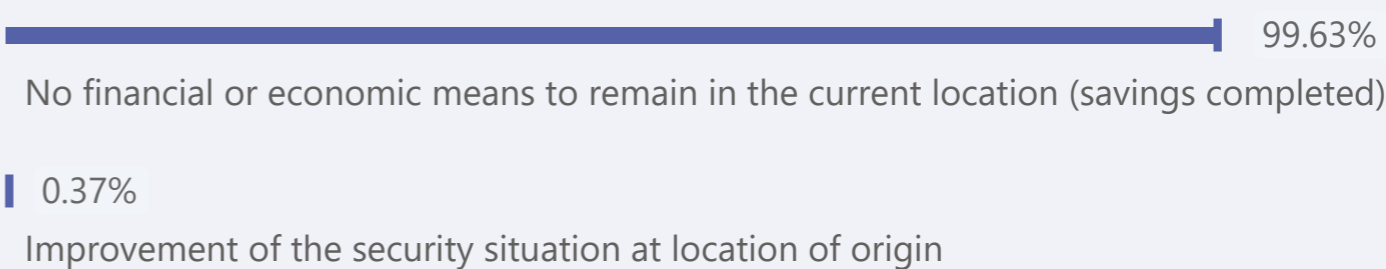 99.63%
No financial or economic means to remain in the current location (savings completed)
0.37%
Improvement of the security situation at location of origin